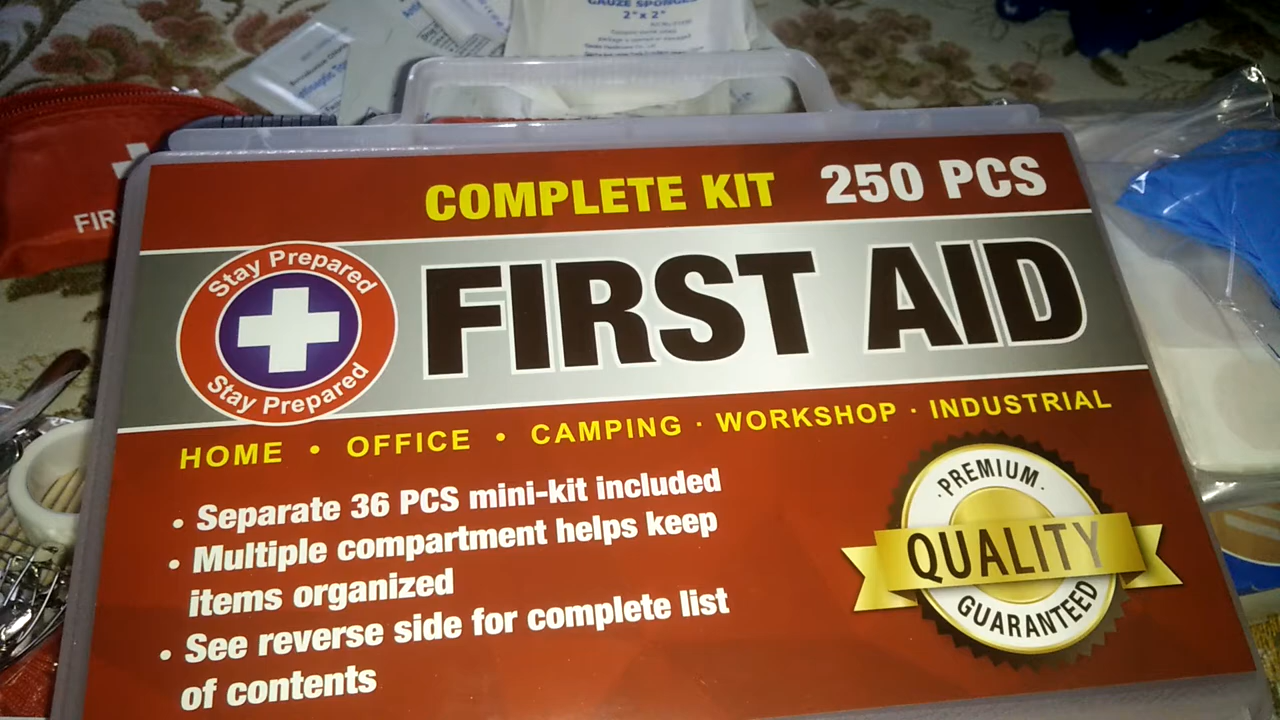 GAUZE SPONGES
2"x 2"
FIR
COMPLETE KIT 250 PCS
Stay Prepared
FIRST AID
Stay Prepared
HOME • OFFICE • CAMPING · WORKSHOP · INDUSTRIAL
• Separate 36 PCS mini-kit included
• Multiple compartment helps keep
items organized
• See reverse side for complete list
of contents
· PREMIUM ·
QUALITY
GUARANTEED